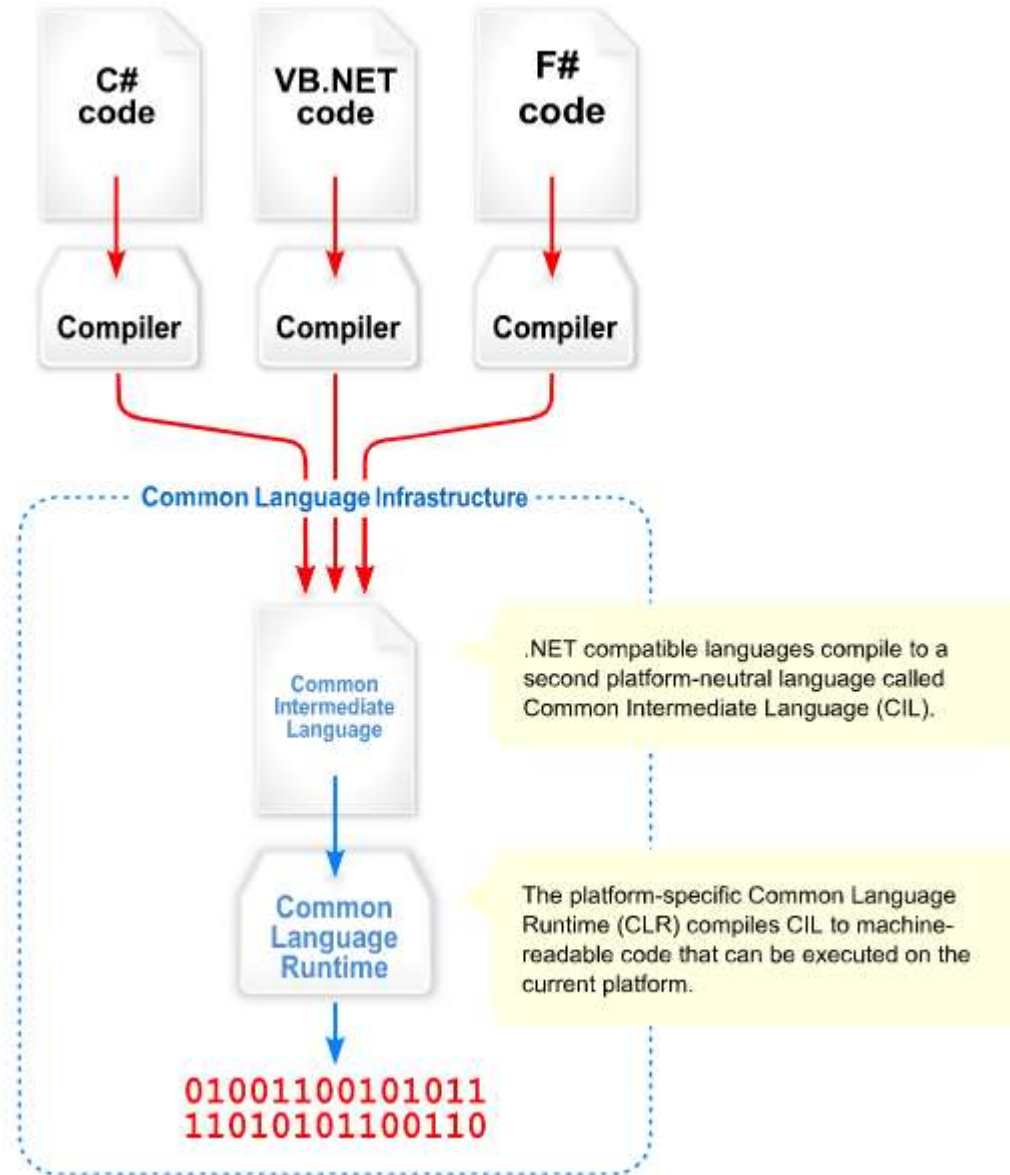 C#
code
VB.NET
code
F#
code
Compiler
Compiler
Compiler
Common Language Infrastructure
Common
Intermediate
Language
.NET compatible languages compile to a
second platform-neutral language called
Common Intermediate Language (CIL).
Common
Language
Runtime
The platform-specific Common Language
Runtime (CLR) compiles CIL to machine-
readable code that can be executed on the
current platform.
01001100101011
11010101100110